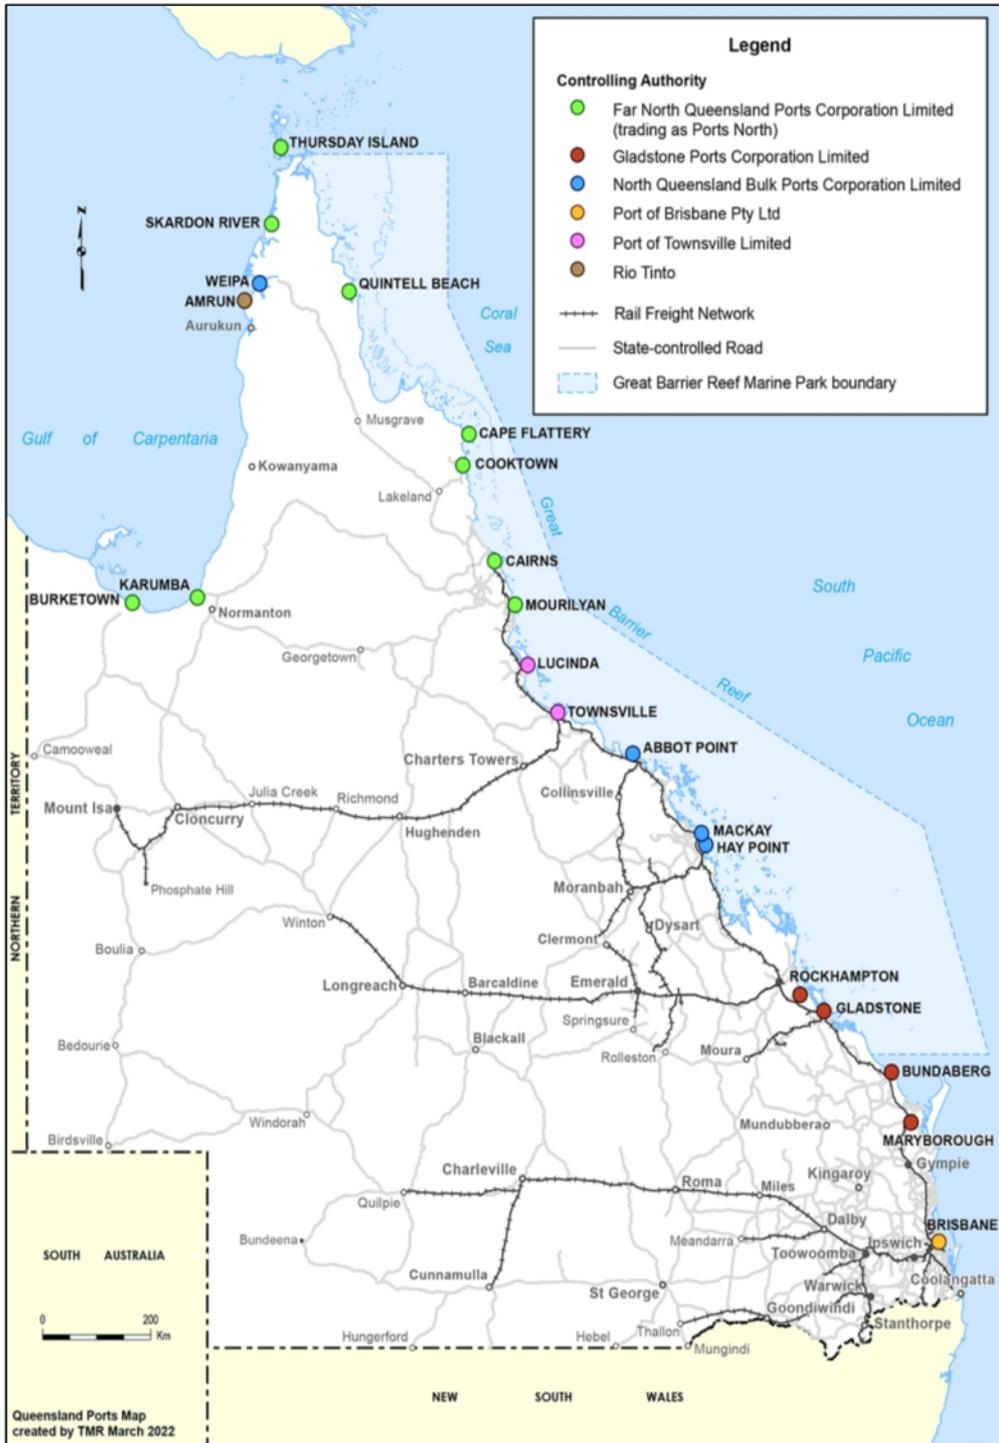 Legend
Controlling Authority
Far North Queensland Ports Corporation Limited
(trading as Ports North)
Gladstone Ports Corporation Limited
North Queensland Bulk Ports Corporation Limited
Port of Brisbane Pty Ltd
Port of Townsville Limited
Rio Tinto
Rail Freight Network
State-controlled Road
Great Barrier Reef Marine Park boundary
THURSDAY ISLAND
N
SKARDON RIVER
WEIPA
QUINTELL BEACH
AMRUN
Aurukun
Coral
Sea
Musgrave
CAPE FLATTERY
Gulf of Carpentaria
Kowanyama
COOKTOWN
Lakeland
Great
CAIRNS
KARUMBA
BURKETOWN
Normanton
MOURILYAN
Barrier
South
Georgetown
LUCINDA
Pacific
Reef
TOWNSVILLE
Ocean
Camooweal
Charters Towers
ABBOT POINT
NORTHERN TERRITORY
Julia Creek
Richmond
Collinsville
Mount Isa
Cloncurry
Hughenden
MACKAY
HAY POINT
Phosphate Hill
Moranbah
Winton
Dysart
Boulia
Clermont
Longreach
Barcaldine
Emerald
ROCKHAMPTON
GLADSTONE
Springsure
Bedourie
Blackall
Rolleston
Moura
BUNDABERG
Windorah
Mundubbera
Birdsville
MARYBOROUGH
Charleville
Kingaroy
Gympie
Quilpie
Roma
Miles
Bundeena
Meandarra
Dalby
BRISBANE
SOUTH AUSTRALIA
Toowoomba
Ipswich
Cunnamulla
Warwick
Coolangatta
St George
Goondiwindi
0 200
Km
Hungerford
Hebel
Thallon
Stanthorpe
Mungindi
NEW SOUTH WALES
Queensland Ports Map
created by TMR March 2022